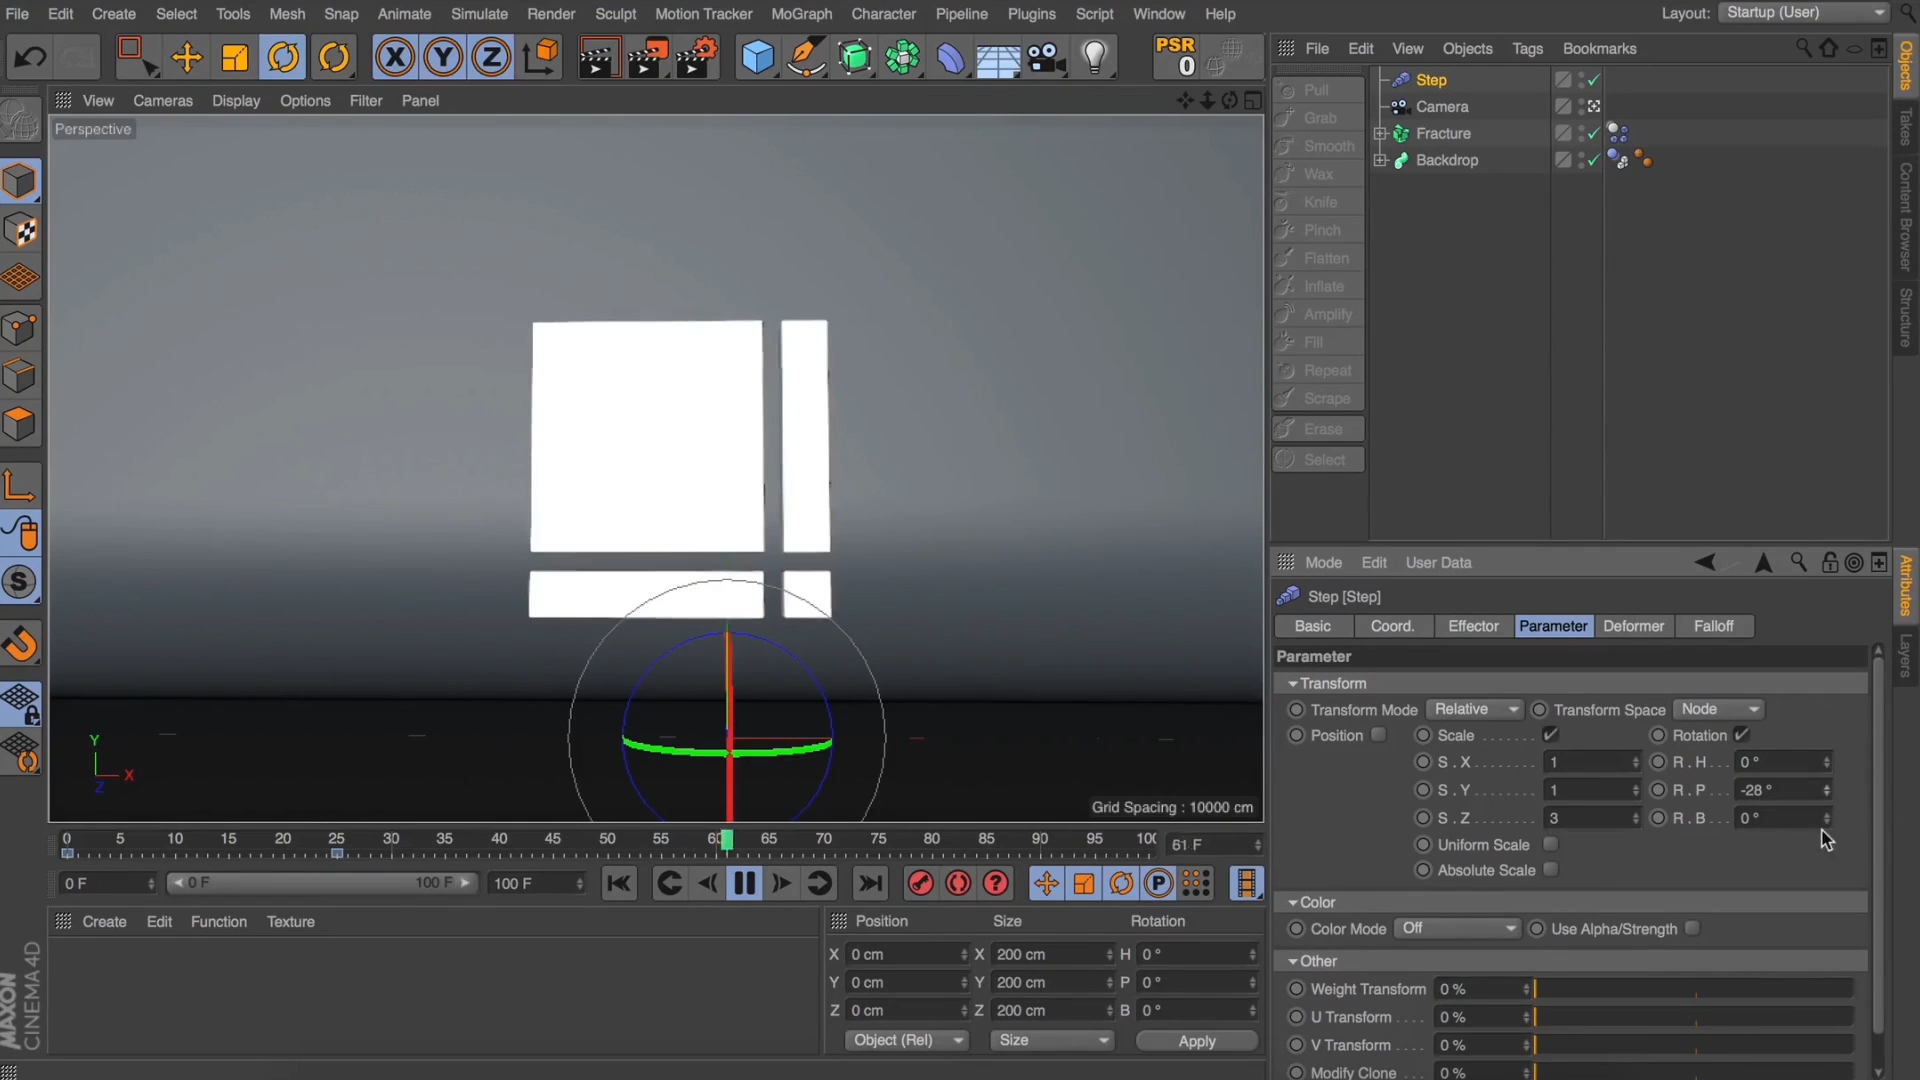 File Edit Create Select Tools Mesh Snap Animate Simulate Render Sculpt Motion Tracker MoGraph Character Pipeline Plugins Script Window Help Layout: Startup (User)
X Y Z PSR 0
File Edit View Objects Tags Bookmarks
Objects
Takes
Content Browser
Structure
View Cameras Display Options Filter Panel
Perspective
Pull
Grab
Smooth
Wax
Knife
Pinch
Flatten
Inflate
Amplify
Fill
Repeat
Scrape
Erase
Select
Step
Camera
Fracture
Backdrop
Mode Edit User Data
Attributes
Layers
Step [Step]
Basic Coord. Effector Parameter Deformer Falloff
Parameter
Transform
Transform Mode Relative Transform Space Node
Position Scale Rotation
S . X 1 R . H 0 °
S . Y 1 R . P -28 °
S . Z 3 R . B 0 °
Uniform Scale
Absolute Scale
Color
Color Mode Off Use Alpha/Strength
Other
Weight Transform 0 %
U Transform 0 %
V Transform 0 %
Modify Clone 0 %
Y
X
Z
Grid Spacing : 10000 cm
0 5 10 15 20 25 30 35 40 45 50 55 60 65 70 75 80 85 90 95 100 61 F
0 F 0 F 100 F 100 F
P
Create Edit Function Texture
Position Size Rotation
X 0 cm X 200 cm H 0 °
Y 0 cm Y 200 cm P 0 °
Z 0 cm Z 200 cm B 0 °
Object (Rel) Size Apply
MAXON
CINEMA 4D